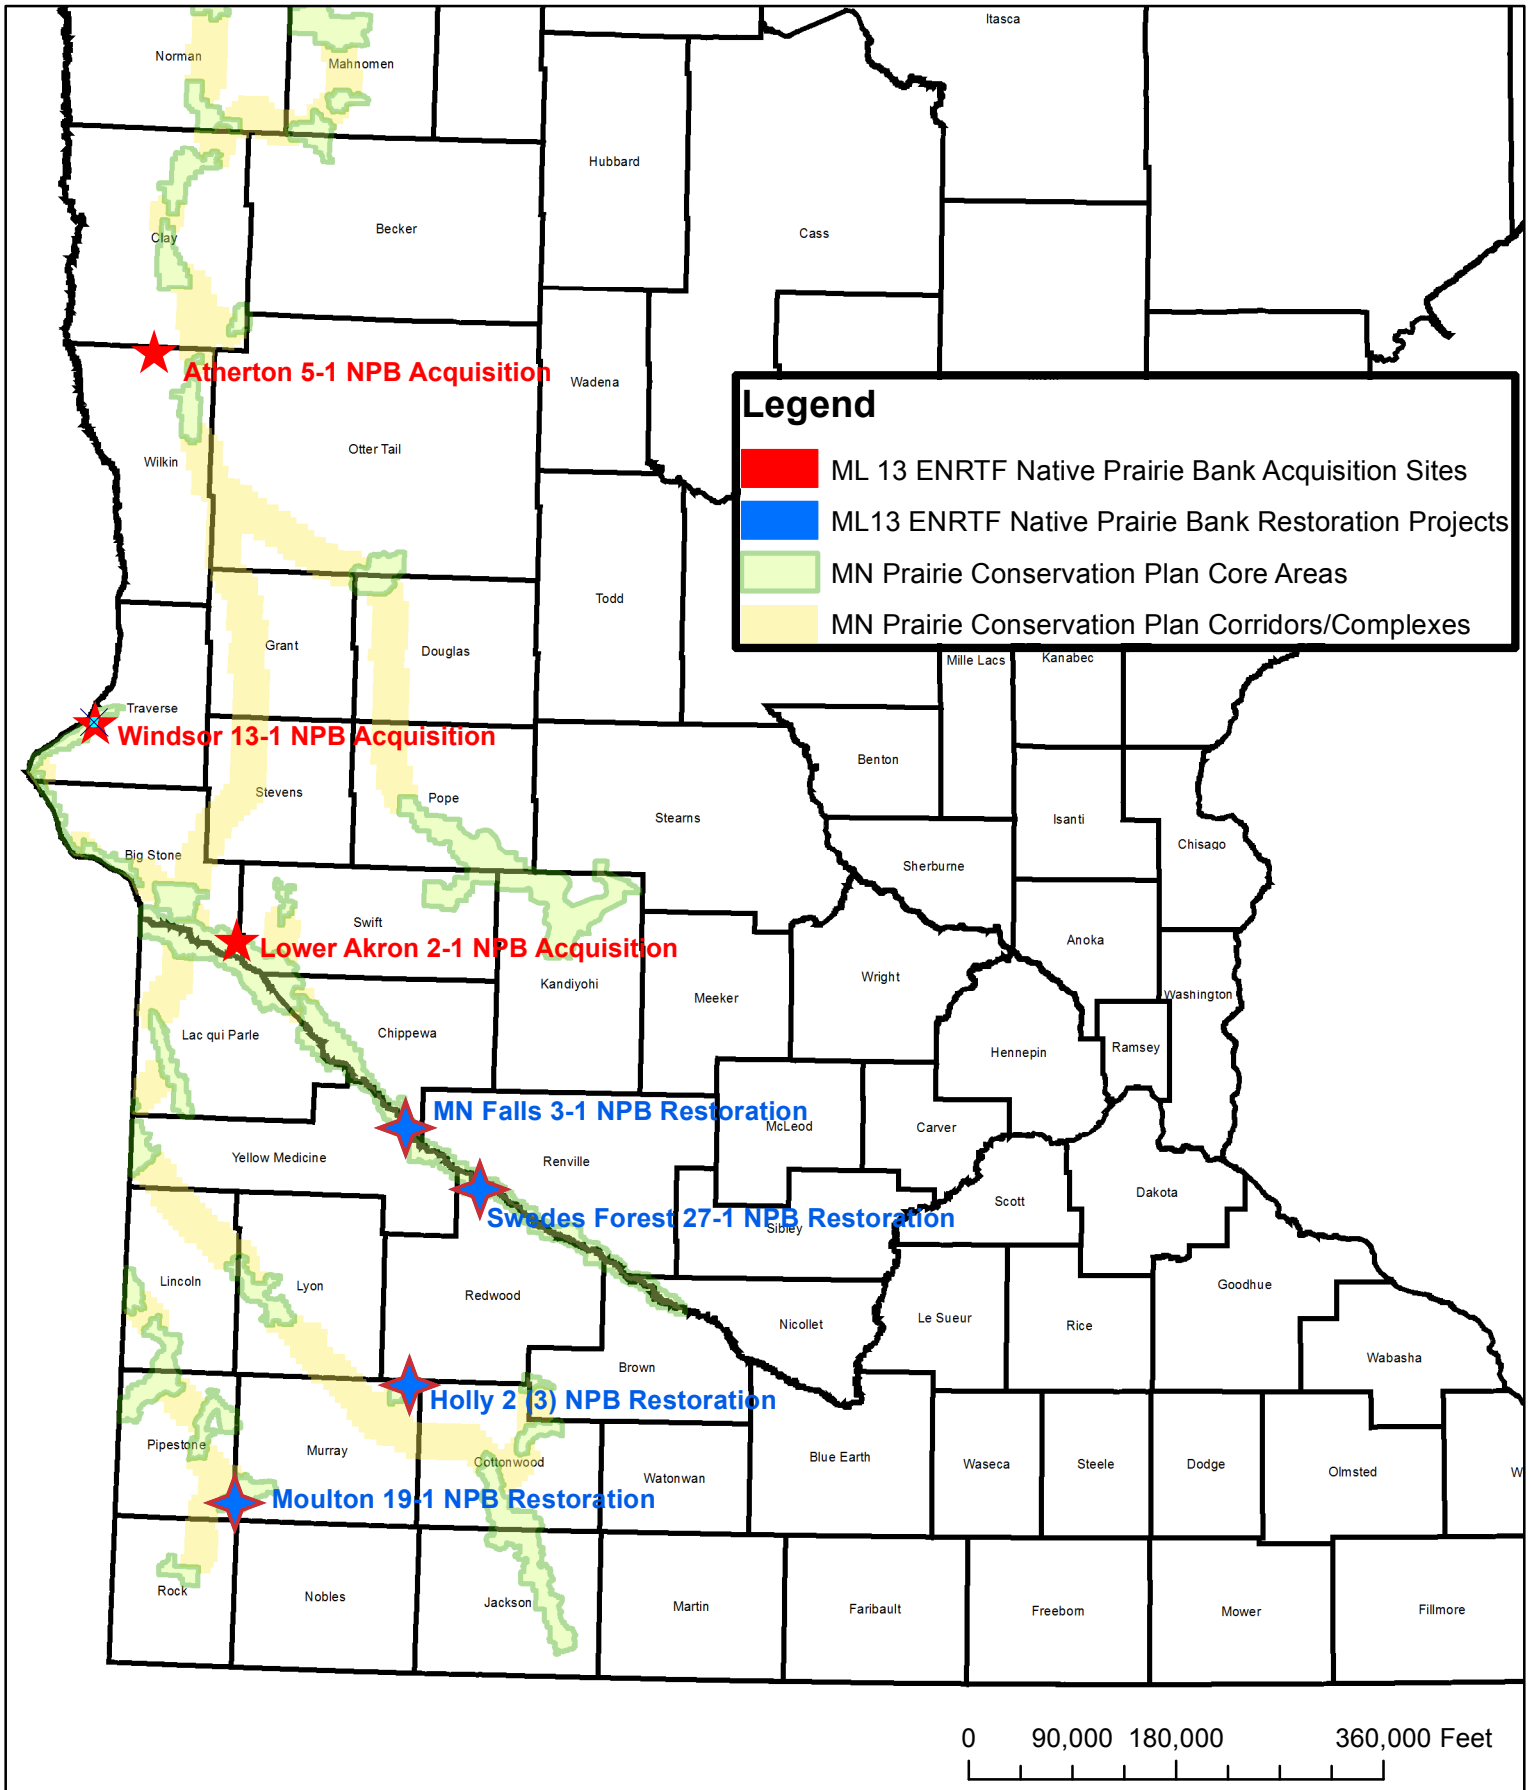 Itasca
Norman
Mahnomen
Hubbard
Becker
Cass
Clay
Atherton 5-1 NPB Acquisition
Wadena
Otter Tail
Wilkin
Legend
ML 13 ENRTF Native Prairie Bank Acquisition Sites
ML13 ENRTF Native Prairie Bank Restoration Projects
MN Prairie Conservation Plan Core Areas
MN Prairie Conservation Plan Corridors/Complexes
Todd
Grant
Douglas
Mille Lacs
Kanabec
Traverse
Windsor 13-1 NPB Acquisition
Benton
Stevens
Pope
Stearns
Isanti
Chisago
Big Stone
Sherburne
Swift
Anoka
Lower Akron 2-1 NPB Acquisition
Kandiyohi
Meeker
Wright
Washington
Lac qui Parle
Chippewa
Hennepin
Ramsey
MN Falls 3-1 NPB Restoration
McLeod
Carver
Yellow Medicine
Renville
Scott
Dakota
Swedes Forest 27-1 NPB Restoration
Sibley
Lincoln
Lyon
Redwood
Goodhue
Nicollet
Le Sueur
Rice
Wabasha
Brown
Holly 2 (3) NPB Restoration
Pipestone
Murray
Cottonwood
Watonwan
Blue Earth
Waseca
Steele
Dodge
Olmsted
W
Moulton 19-1 NPB Restoration
Rock
Nobles
Jackson
Martin
Faribault
Freeborn
Mower
Fillmore
0 90,000 180,000 360,000 Feet